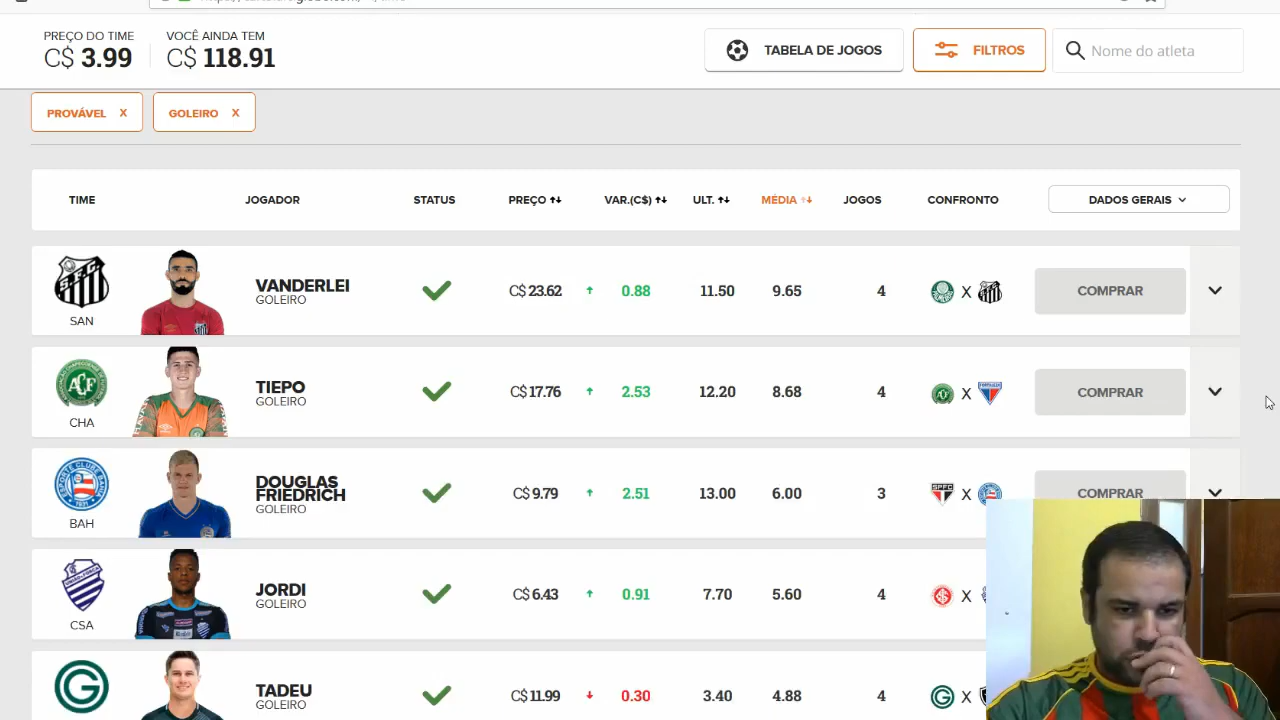 PREÇO DO TIME
C$ 3.99
VOCÊ AINDA TEM
C$ 118.91
TABELA DE JOGOS
FILTROS
Nome do atleta
PROVÁVEL X
GOLEIRO X
TIME JOGADOR STATUS PREÇO VAR.(C$) ULT. MÉDIA JOGOS CONFRONTO DADOS GERAIS
SAN
VANDERLEI
GOLEIRO
C$ 23.62 0.88 11.50 9.65 4 X COMPRAR
CHA
TIEPO
GOLEIRO
C$ 17.76 2.53 12.20 8.68 4 X COMPRAR
BAH
DOUGLAS
FRIEDRICH
GOLEIRO
C$ 9.79 2.51 13.00 6.00 3 X COMPRAR
CSA
JORDI
GOLEIRO
C$ 6.43 0.91 7.70 5.60 4 X
TADEU
GOLEIRO
C$ 11.99 0.30 3.40 4.88 4 X